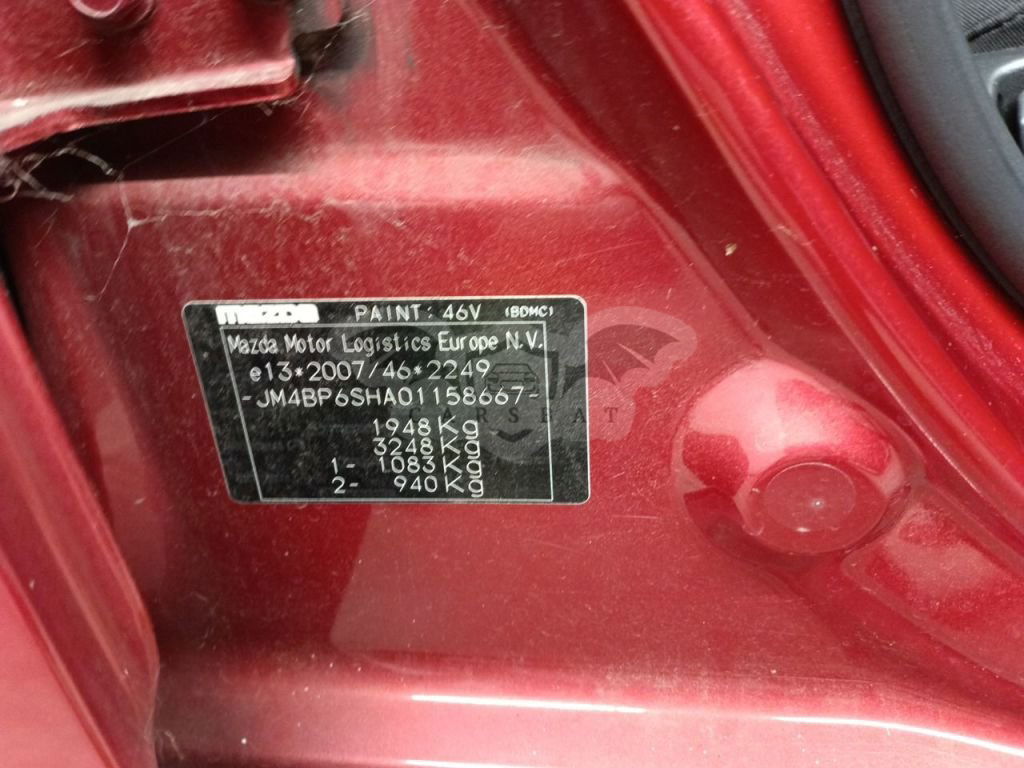 mazda PAINT: 46V (BDMC)
Mazda Motor Logistics Europe N.V.
e13*2007/46*2249
-JM4BP6SHA01158667-
1948 Kg
3248 Kg
1- 1083 Kg
2- 940 Kg
CARSEAT